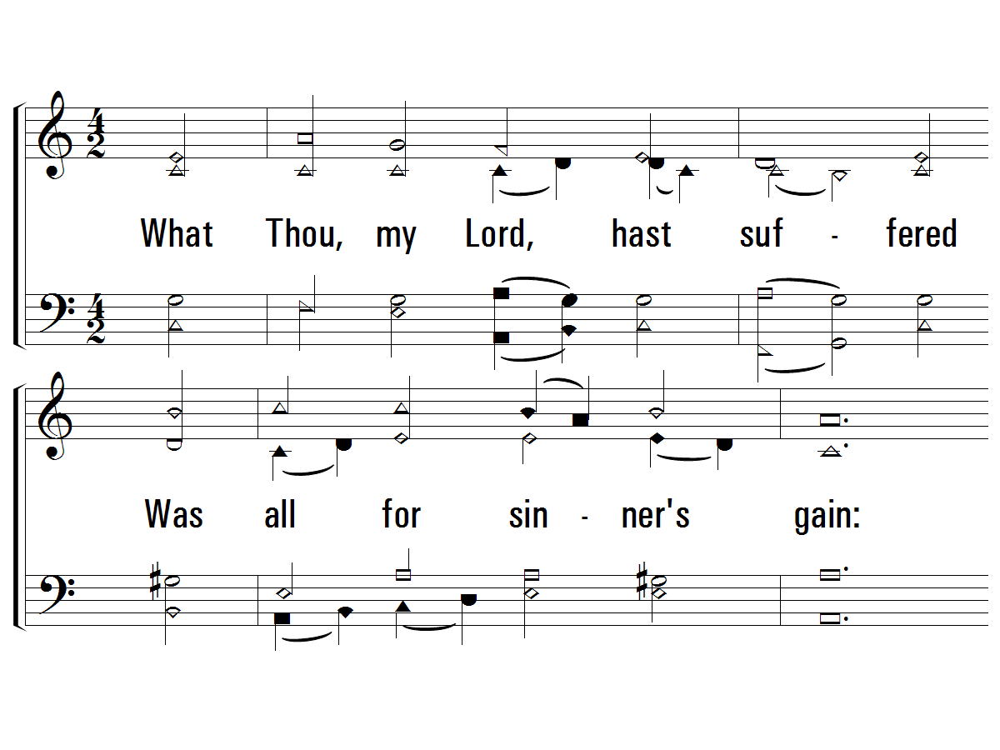 What Thou, my Lord, hast suf - fered
Was all for sin - ner's gain: